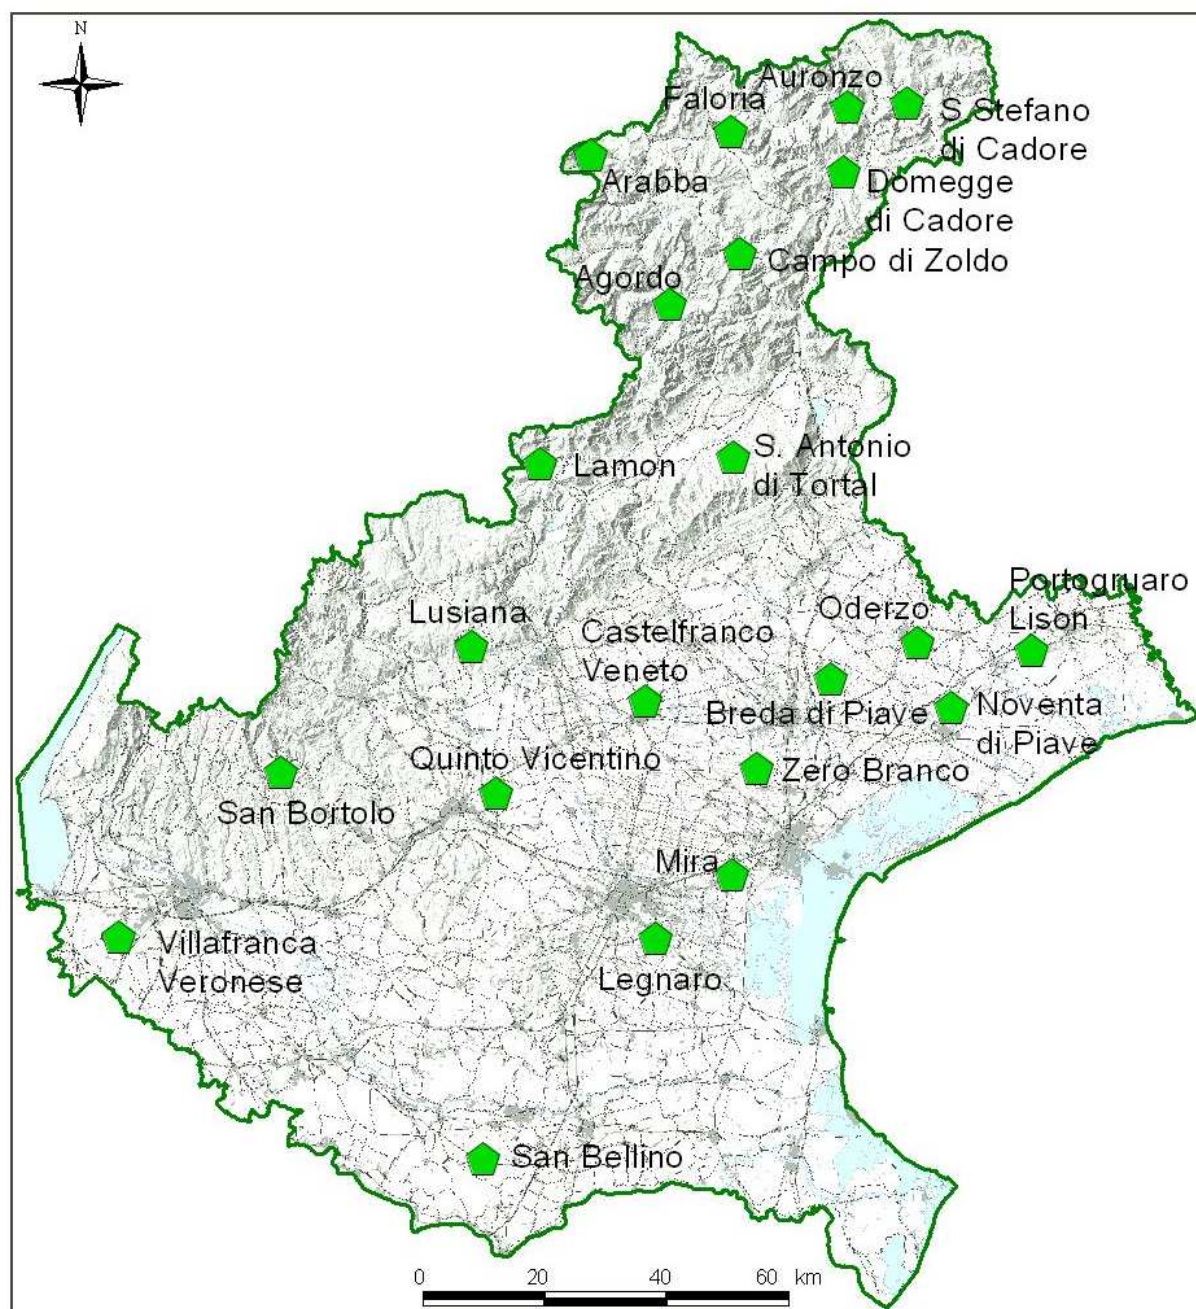 N
Auronzo
Faloria
S.Stefano
di Cadore
Arabba
Domegge
di Cadore
Campo di Zoldo
Agordo
S. Antonio
di Tortal
Lamon
Portogruaro
Lison
Oderzo
Lusiana
Castelfranco
Veneto
Breda di Piave
Noventa
di Piave
Quinto Vicentino
Zero Branco
San Bortolo
Mira
Villafranca
Veronese
Legnaro
San Bellino
0 20 40 60 km